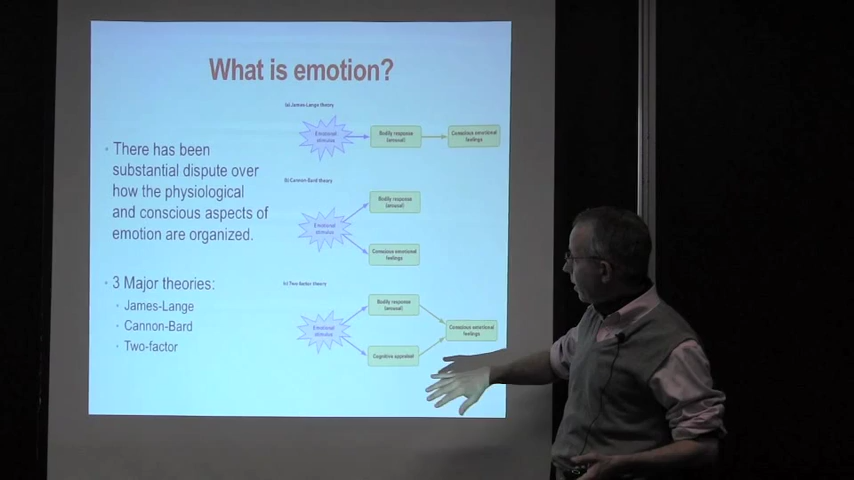 What is emotion?
• There has been
substantial dispute over
how the physiological
and conscious aspects of
emotion are organized.
• 3 Major theories:
• James-Lange
• Cannon-Bard
• Two-factor
(a) James-Lange theory
Emotional
stimulus
Bodily response
(arousal)
Conscious emotional
feelings
(b) Cannon-Bard theory
Emotional
stimulus
Bodily response
(arousal)
Conscious emotional
feelings
(c) Two-factor theory
Emotional
stimulus
Bodily response
(arousal)
Cognitive appraisal
Conscious emotional
feelings